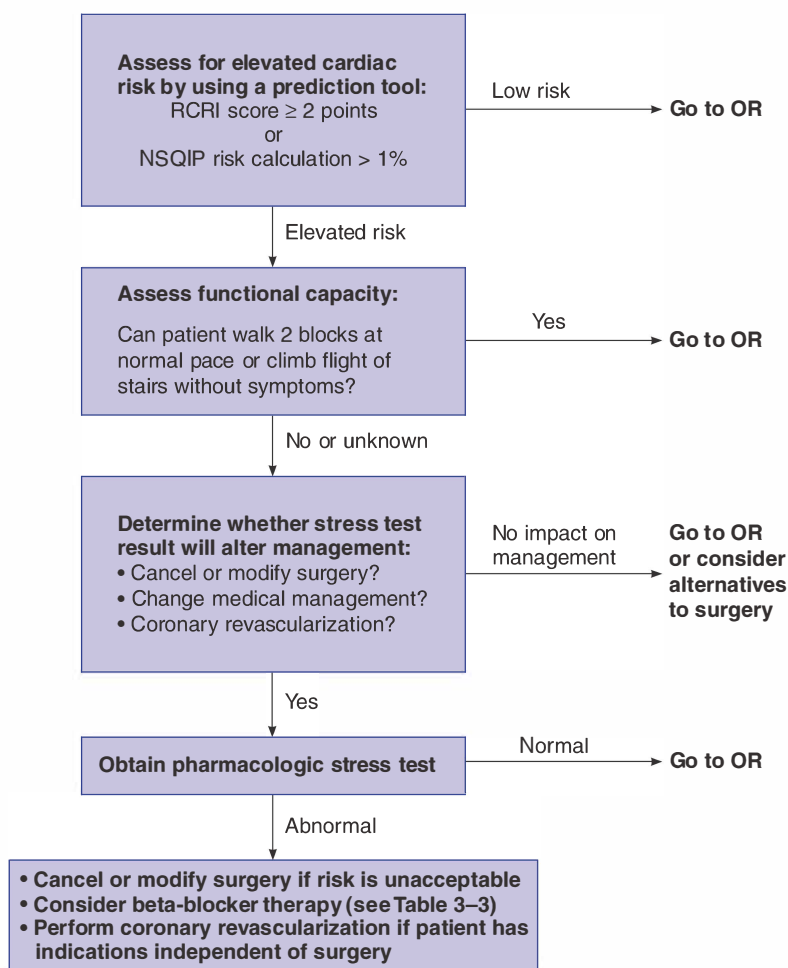 Assess for elevated cardiac
risk by using a prediction tool:
RCRI score ≥ 2 points
or
NSQIP risk calculation > 1%
Low risk
Go to OR
Elevated risk
Assess functional capacity:
Can patient walk 2 blocks at
normal pace or climb flight of
stairs without symptoms?
Yes
Go to OR
No or unknown
Determine whether stress test
result will alter management:
• Cancel or modify surgery?
• Change medical management?
• Coronary revascularization?
No impact on
management
Go to OR
or consider
alternatives
to surgery
Yes
Obtain pharmacologic stress test
Normal
Go to OR
Abnormal
• Cancel or modify surgery if risk is unacceptable
• Consider beta-blocker therapy (see Table 3–3)
• Perform coronary revascularization if patient has
indications independent of surgery